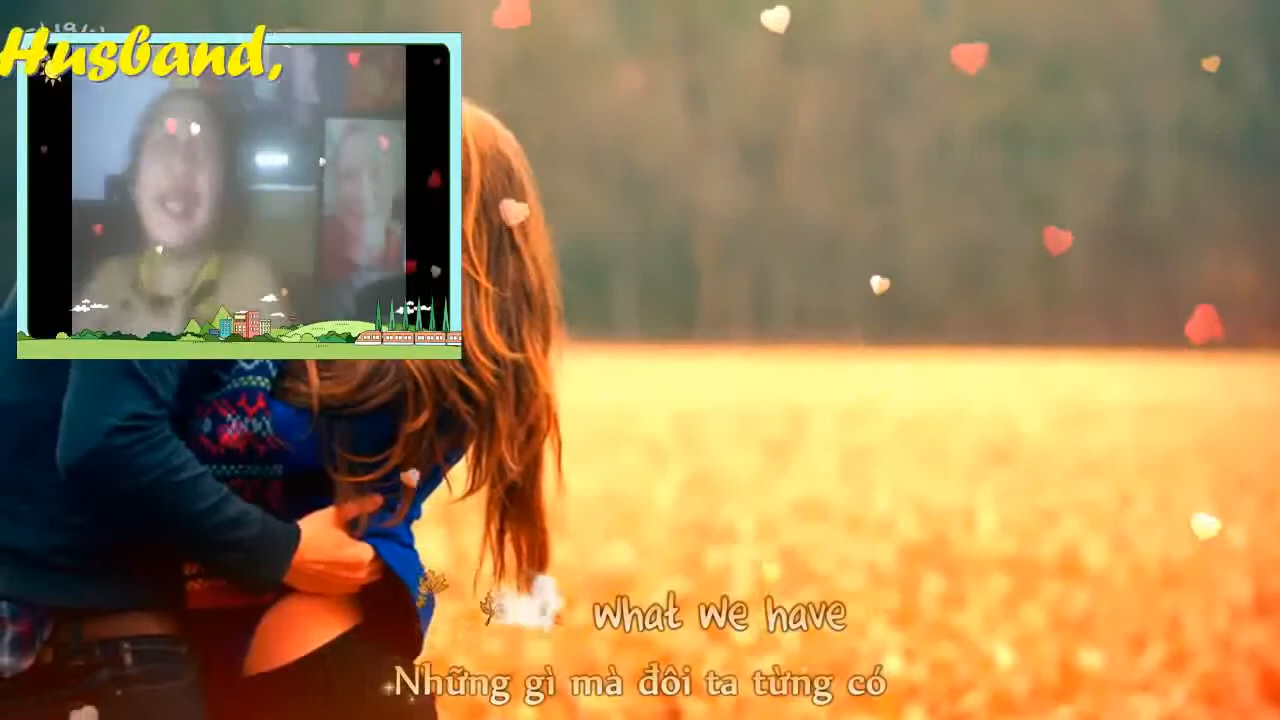 Husband,
What We have
Những gì mà đôi ta từng có